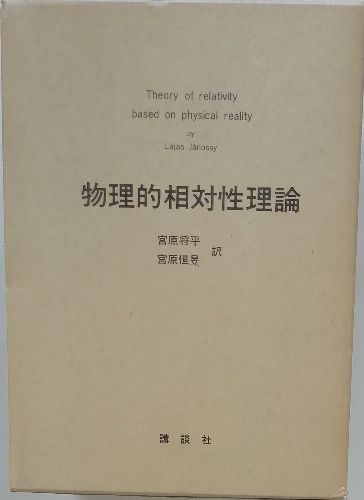 Theory of relativity
based on physical reality
by
Lajas Jánossy
物理的相対性理論
宮原将平
宮原恒昱
訳
講談社